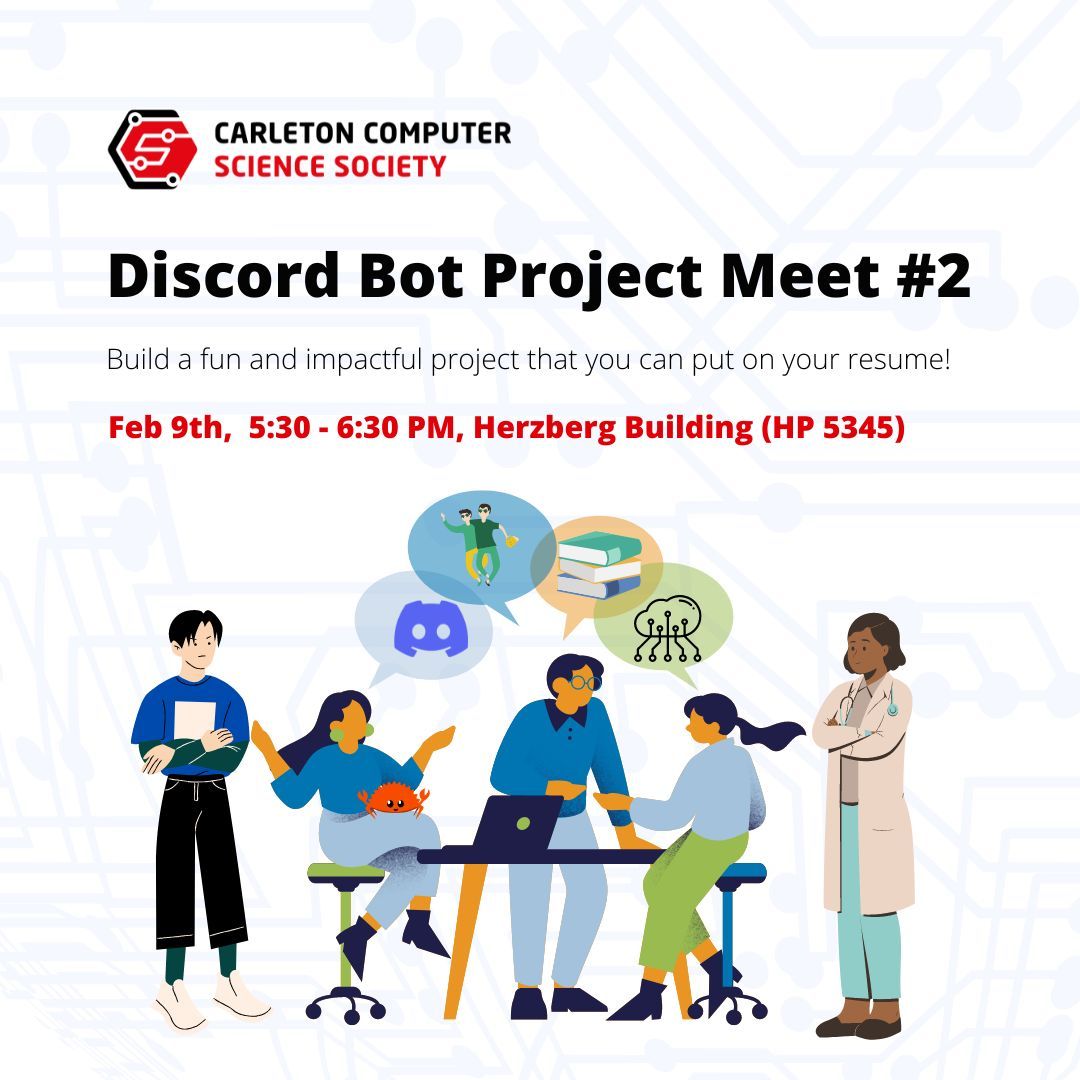 CARLETON COMPUTER
SCIENCE SOCIETY
Discord Bot Project Meet #2
Build a fun and impactful project that you can put on your resume!
Feb 9th,  5:30 - 6:30 PM, Herzberg Building (HP 5345)